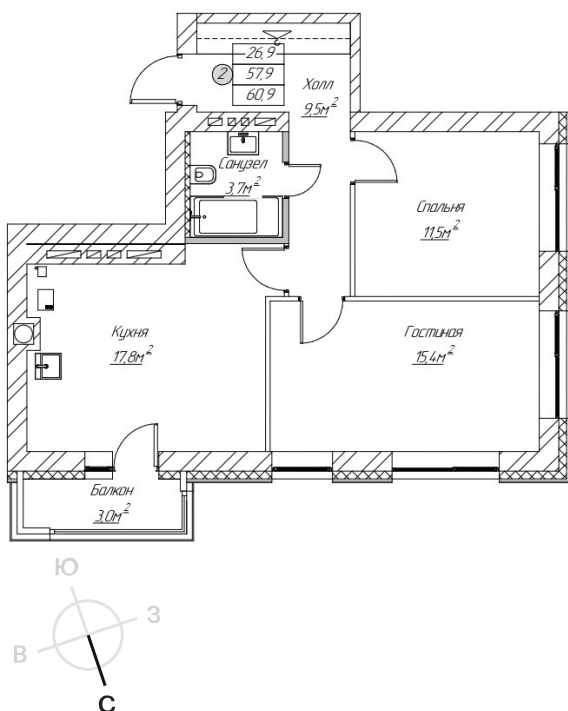 26,9
2
57,9
60,9
Холл
9,5м²
Санузел
3,7м²
Спальня
11,5м²
Кухня
17,8м²
Гостиная
15,4м²
Балкон
3,0м²
Ю
З
В
С